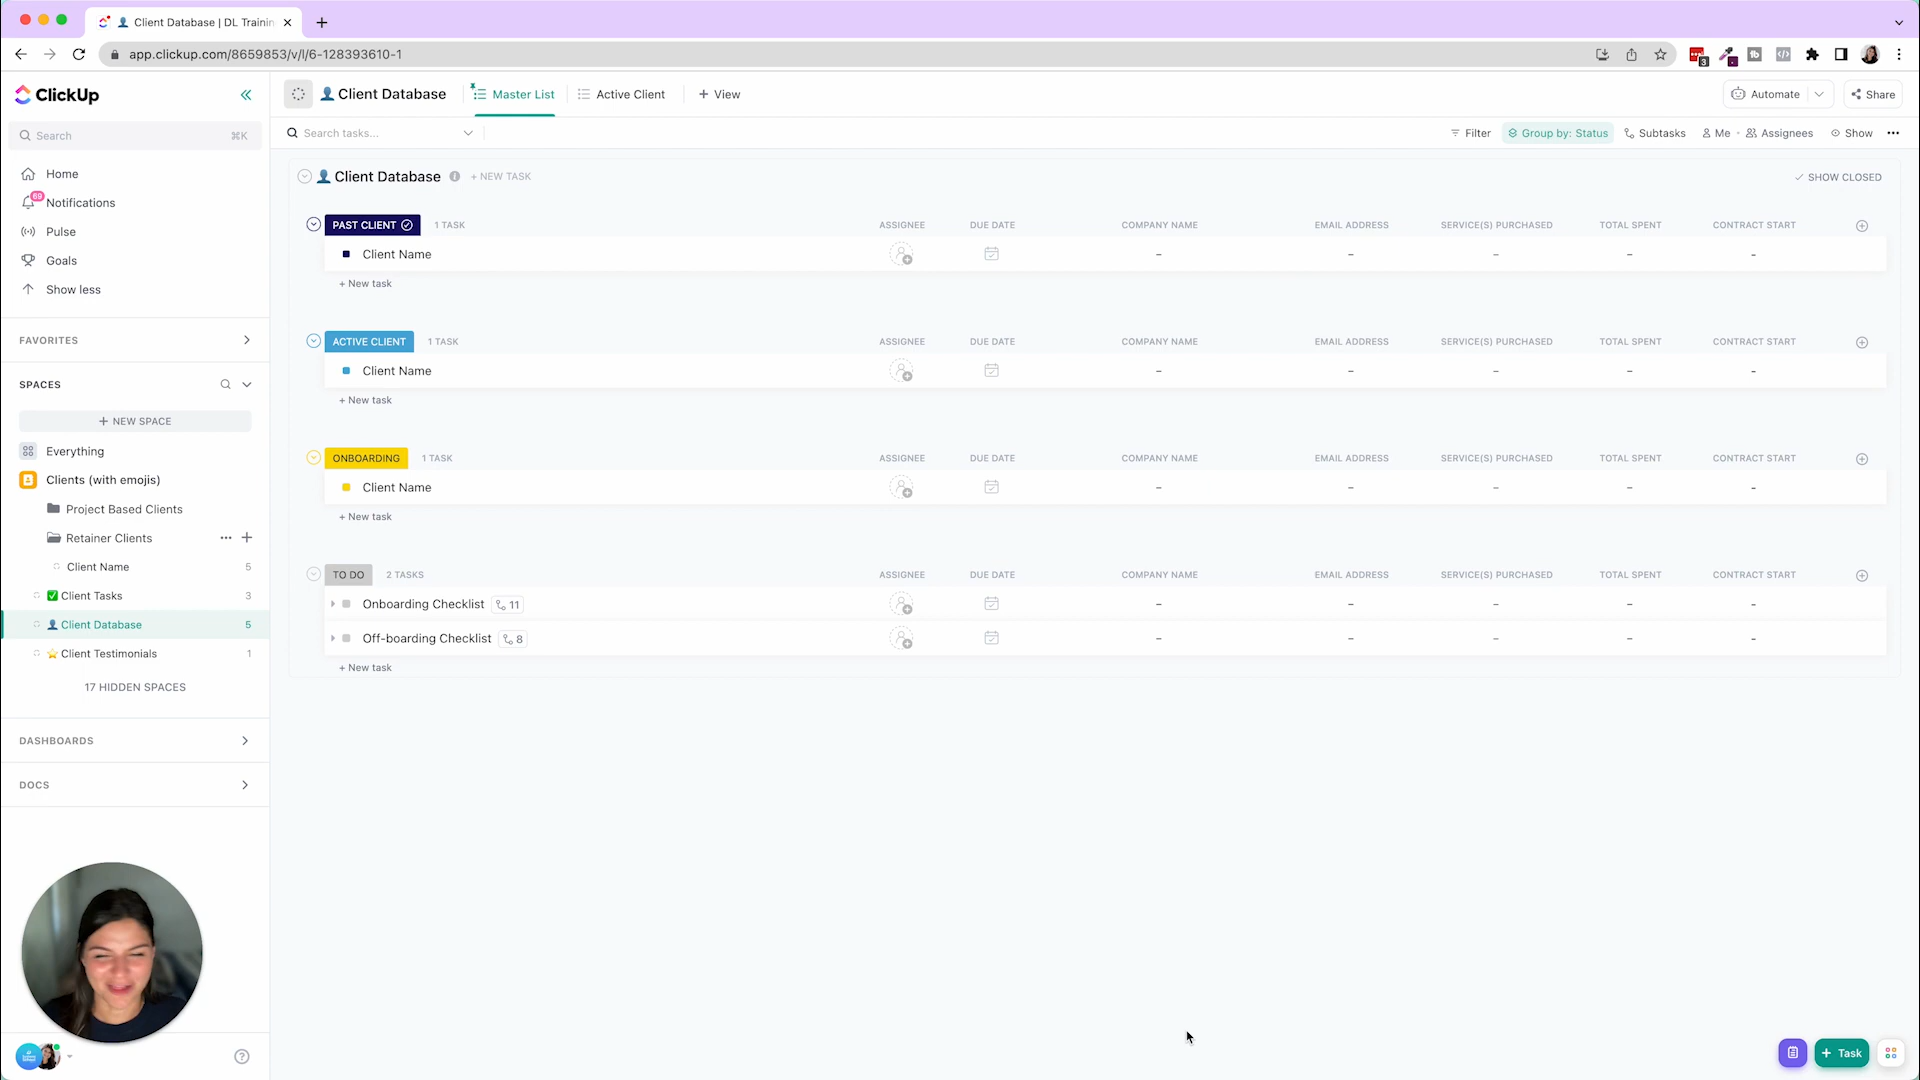 Client Database | DL Trainin
app.clickup.com/8659853/v/l/6-128393610-1
3
ClickUp
Client Database
Master List
Active Client
+ View
Automate
Share
Search
⌘K
Search tasks...
Filter
Group by: Status
Subtasks
Me
Assignees
Show
Home
69
Notifications
Pulse
Goals
Show less
FAVORITES
SPACES
+ NEW SPACE
Everything
Clients (with emojis)
Project Based Clients
Retainer Clients
Client Name 5
Client Tasks 3
Client Database 5
Client Testimonials 1
17 HIDDEN SPACES
DASHBOARDS
DOCS
Client Database + NEW TASK
SHOW CLOSED
PAST CLIENT 1 TASK ASSIGNEE DUE DATE COMPANY NAME EMAIL ADDRESS SERVICE(S) PURCHASED TOTAL SPENT CONTRACT START
Client Name – – – – -
+ New task
ACTIVE CLIENT 1 TASK ASSIGNEE DUE DATE COMPANY NAME EMAIL ADDRESS SERVICE(S) PURCHASED TOTAL SPENT CONTRACT START
Client Name – – – – -
+ New task
ONBOARDING 1 TASK ASSIGNEE DUE DATE COMPANY NAME EMAIL ADDRESS SERVICE(S) PURCHASED TOTAL SPENT CONTRACT START
Client Name – – – – -
+ New task
TO DO 2 TASKS ASSIGNEE DUE DATE COMPANY NAME EMAIL ADDRESS SERVICE(S) PURCHASED TOTAL SPENT CONTRACT START
Onboarding Checklist 11 – – – – -
Off-boarding Checklist 8 – – – – -
+ New task
+ Task